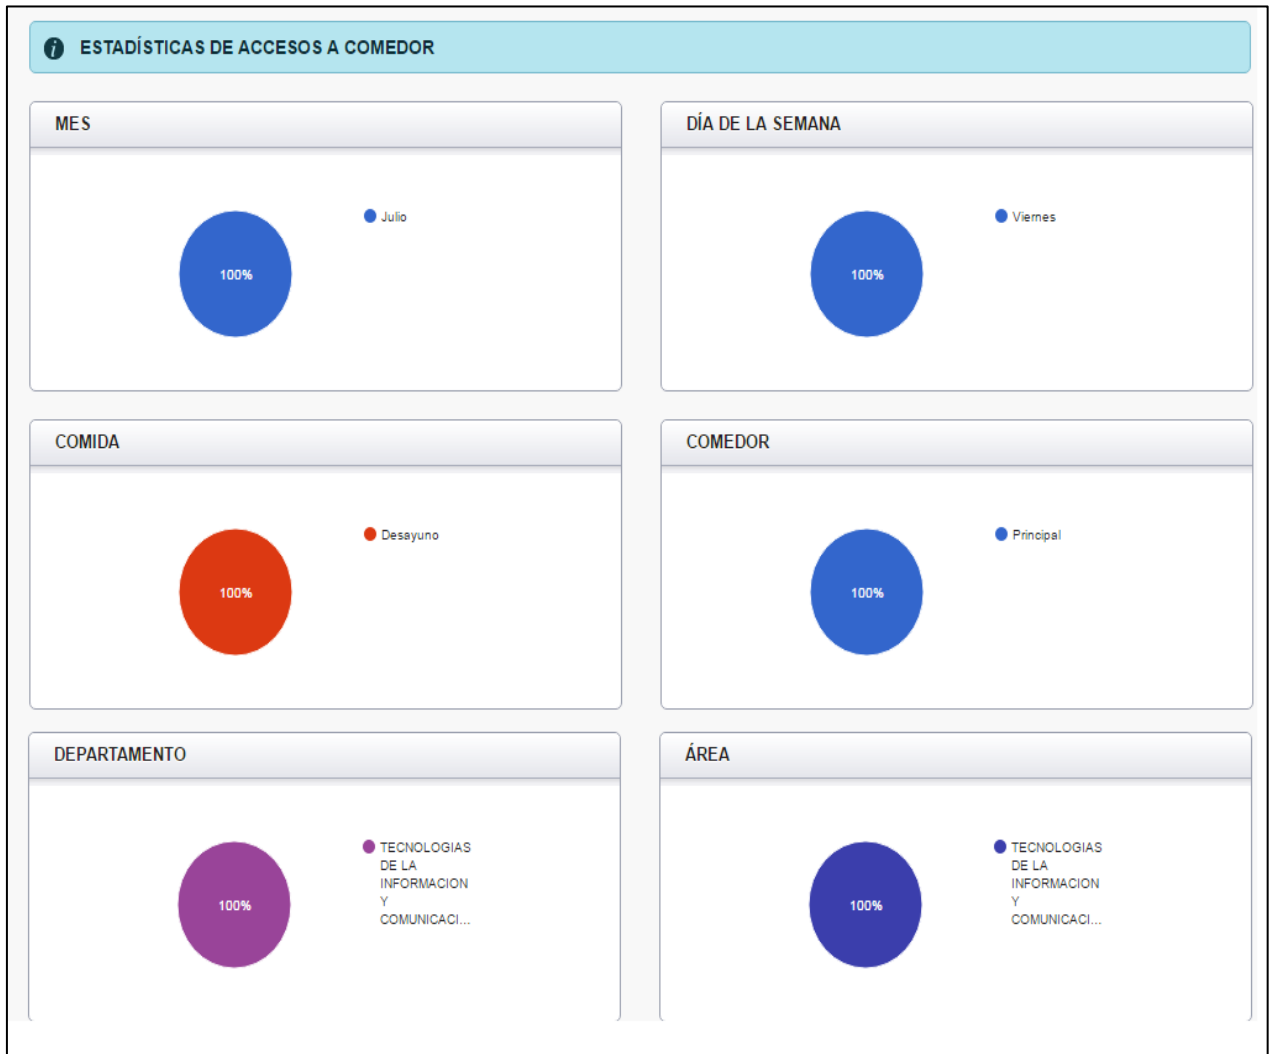 ESTADÍSTICAS DE ACCESOS A COMEDOR
MES
100%
Julio
DÍA DE LA SEMANA
100%
Viernes
COMIDA
100%
Desayuno
COMEDOR
100%
Principal
DEPARTAMENTO
100%
TECNOLOGIAS
DE LA
INFORMACION
Y
COMUNICACI...
ÁREA
100%
TECNOLOGIAS
DE LA
INFORMACION
Y
COMUNICACI...